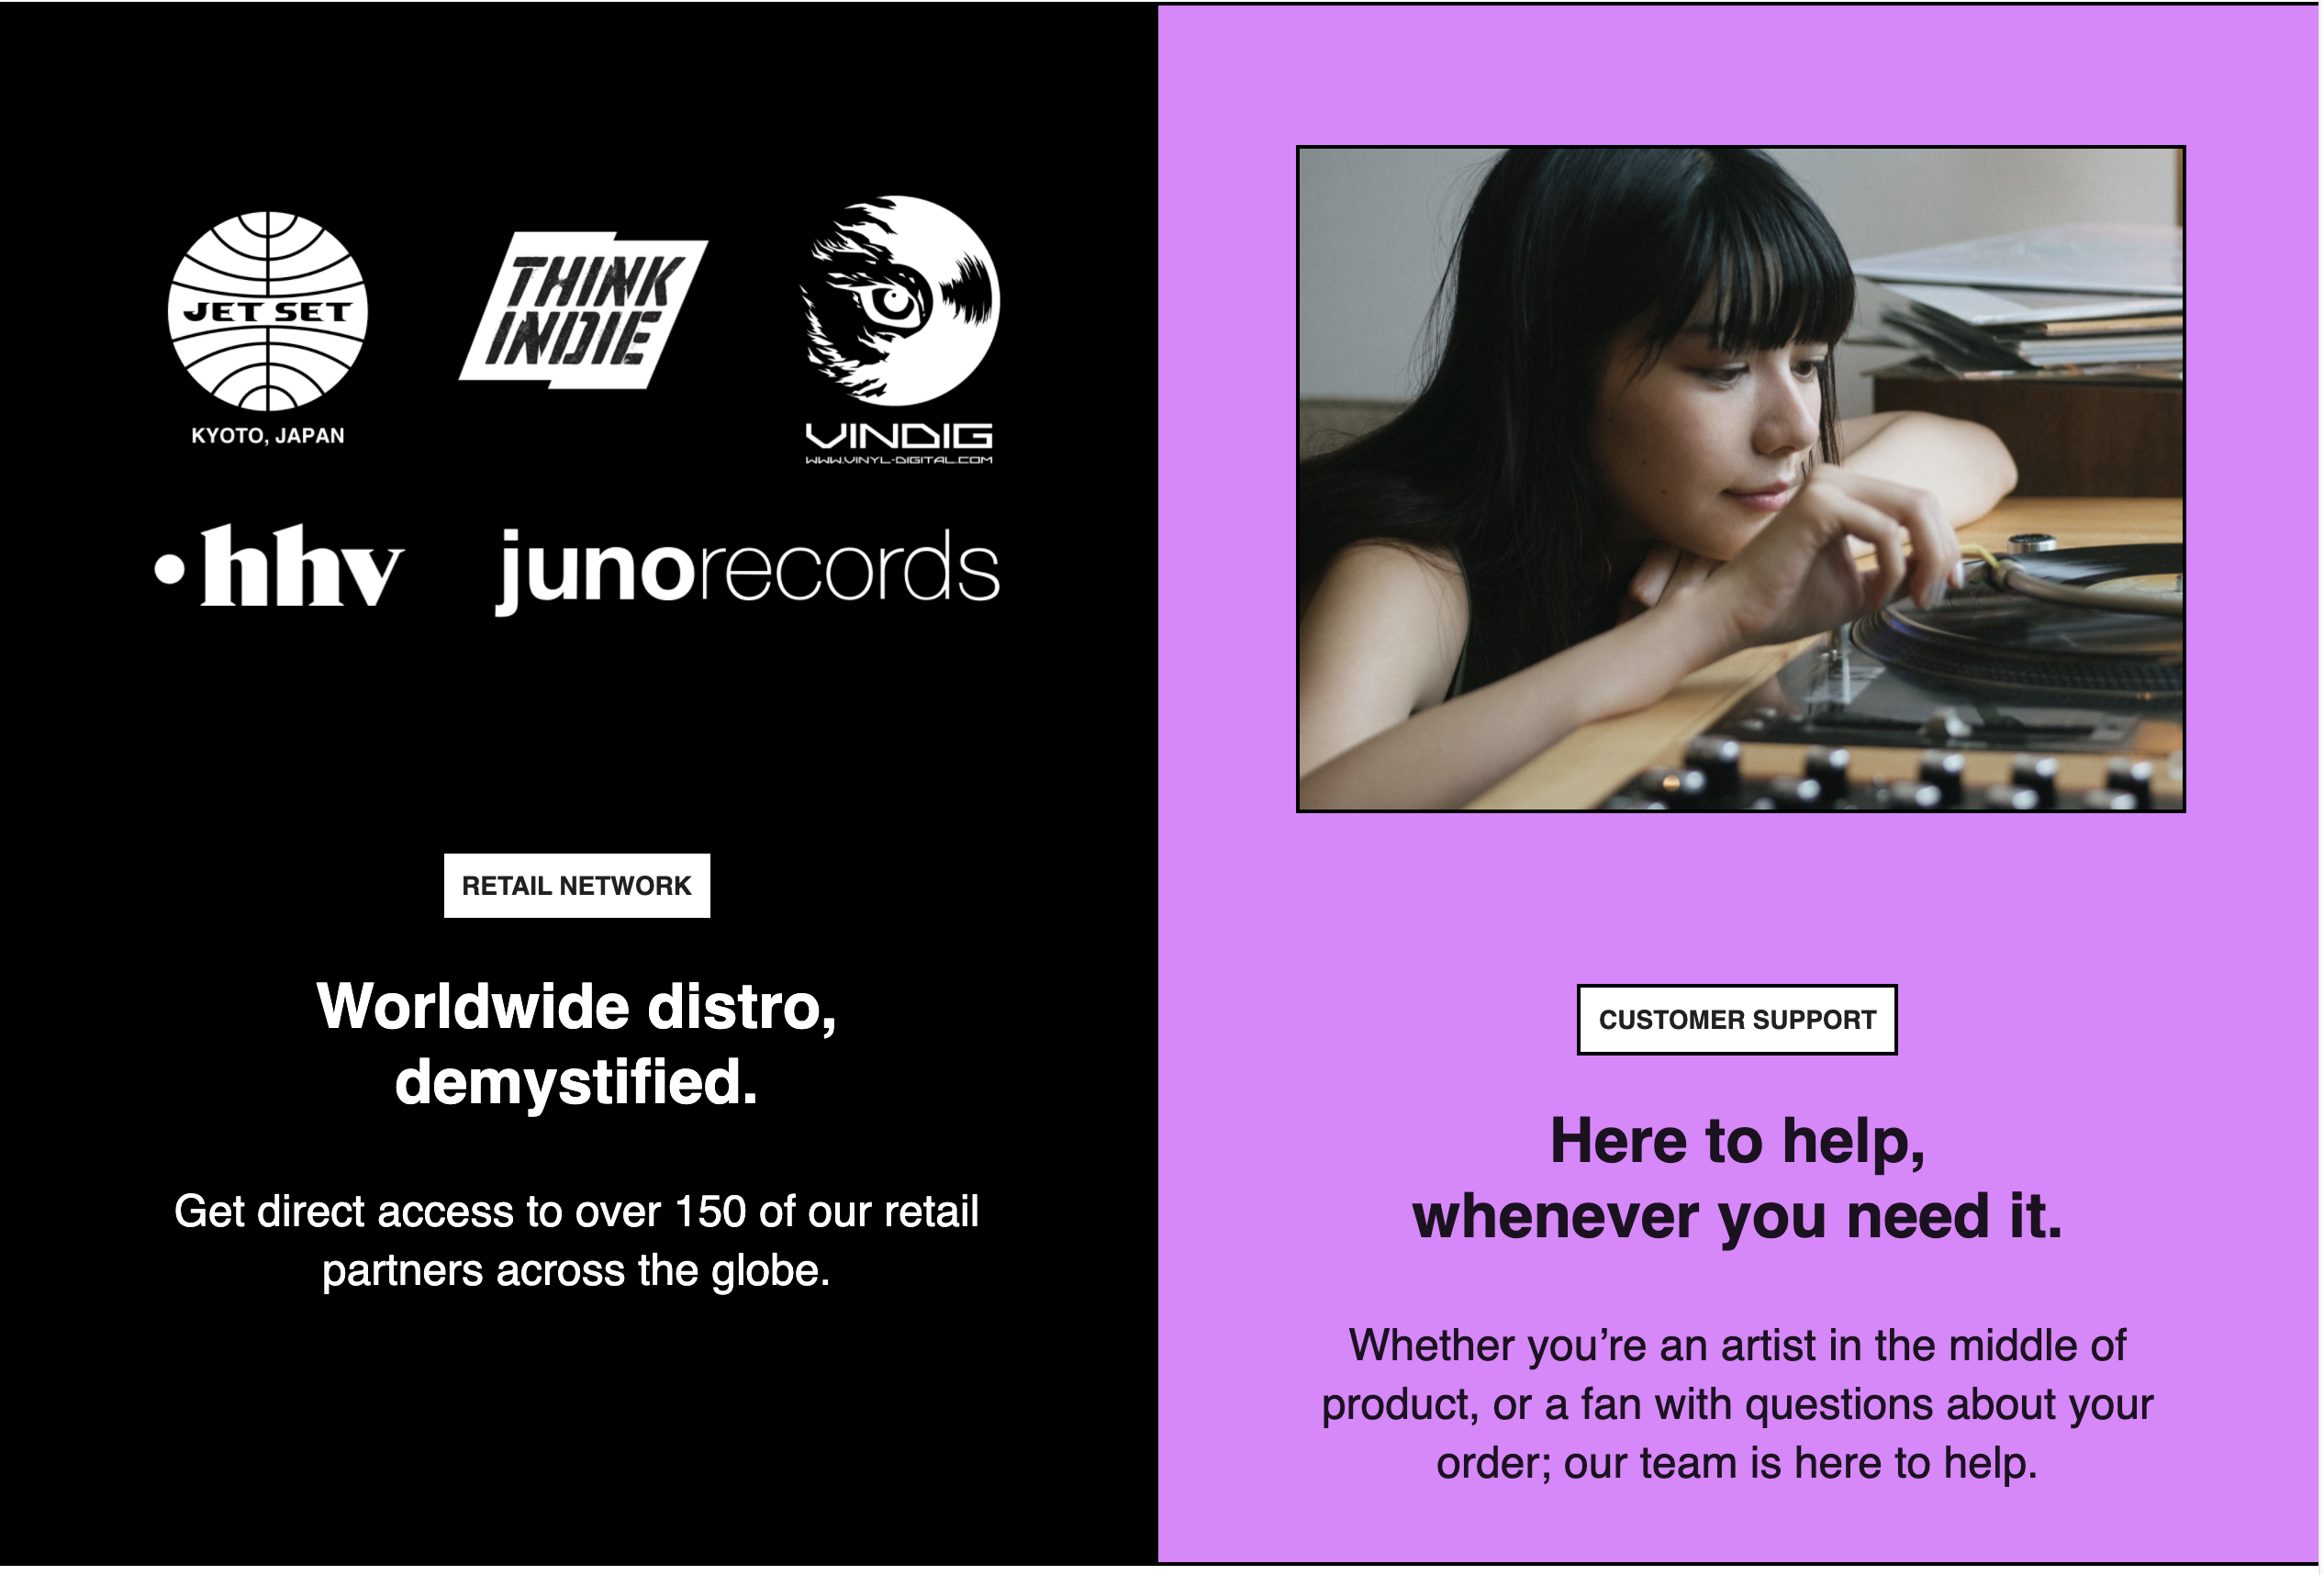 JET SET
KYOTO, JAPAN
THINK
INDIE
VINDIG
WWW.VINYL-DIGITAL.COM
•hhv
junorecords
RETAIL NETWORK
Worldwide distro,
demystified.
Get direct access to over 150 of our retail
partners across the globe.
CUSTOMER SUPPORT
Here to help,
whenever you need it.
Whether you’re an artist in the middle of
product, or a fan with questions about your
order; our team is here to help.